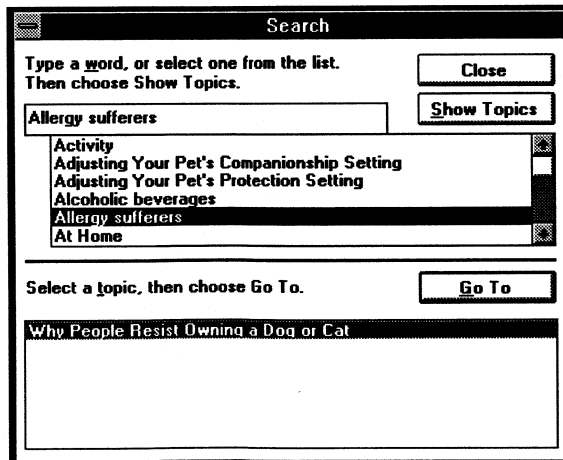 Search
Type a word, or select one from the list.
Then choose Show Topics.
Close
Show Topics
Allergy sufferers
Activity
Adjusting Your Pet's Companionship Setting
Adjusting Your Pet's Protection Setting
Alcoholic beverages
Allergy sufferers
At Home
Select a topic, then choose Go To.
Go To
Why People Resist Owning a Dog or Cat